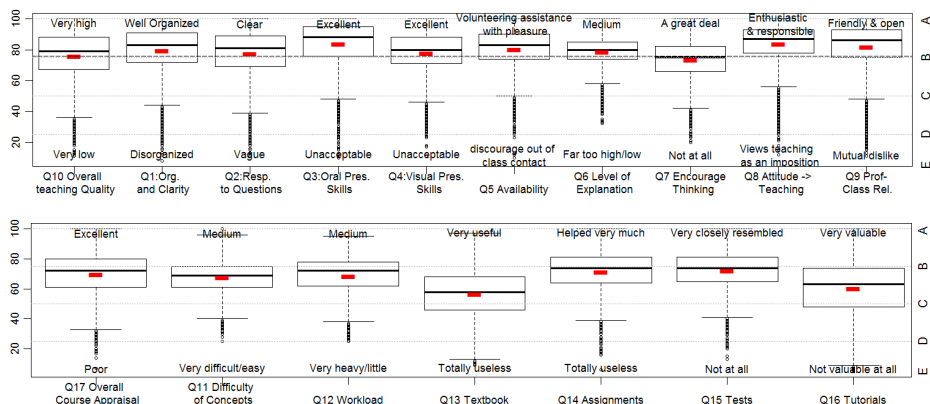 Very high Well Organized Clear Excellent Excellent Volunteering assistance with pleasure Medium A great deal Enthusiastic & responsible Friendly & open
100
80
60
40
20
A
B
C
D
E
Very low Disorganized Vague Unacceptable Unacceptable discourage out of class contact Far too high/low Not at all Views teaching as an imposition Mutual dislike
Q10 Overall
teaching Quality
Q1:Org.
and Clarity
Q2:Resp.
to Questions
Q3:Oral Pres.
Skills
Q4:Visual Pres.
Skills
Q5 Availability
Q6 Level of
Explanation
Q7 Encourage
Thinking
Q8 Attitude ->
Teaching
Q9 Prof-
Class Rel.
Excellent Medium Medium Very useful Helped very much Very closely resembled Very valuable
100
80
60
40
20
A
B
C
D
E
Poor Very difficult/easy Very heavy/little Totally useless Totally useless Not at all Not valuable at all
Q17 Overall
Course Appraisal
Q11 Difficulty
of Concepts
Q12 Workload
Q13 Textbook
Q14 Assignments
Q15 Tests
Q16 Tutorials